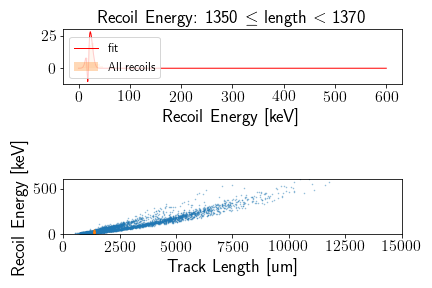 Recoil Energy: 1350 ≤ length < 1370
25
0
fit
All recoils
0 100 200 300 400 500 600
Recoil Energy [keV]
Recoil Energy [keV]
500
0
0 2500 5000 7500 10000 12500 15000
Track Length [um]